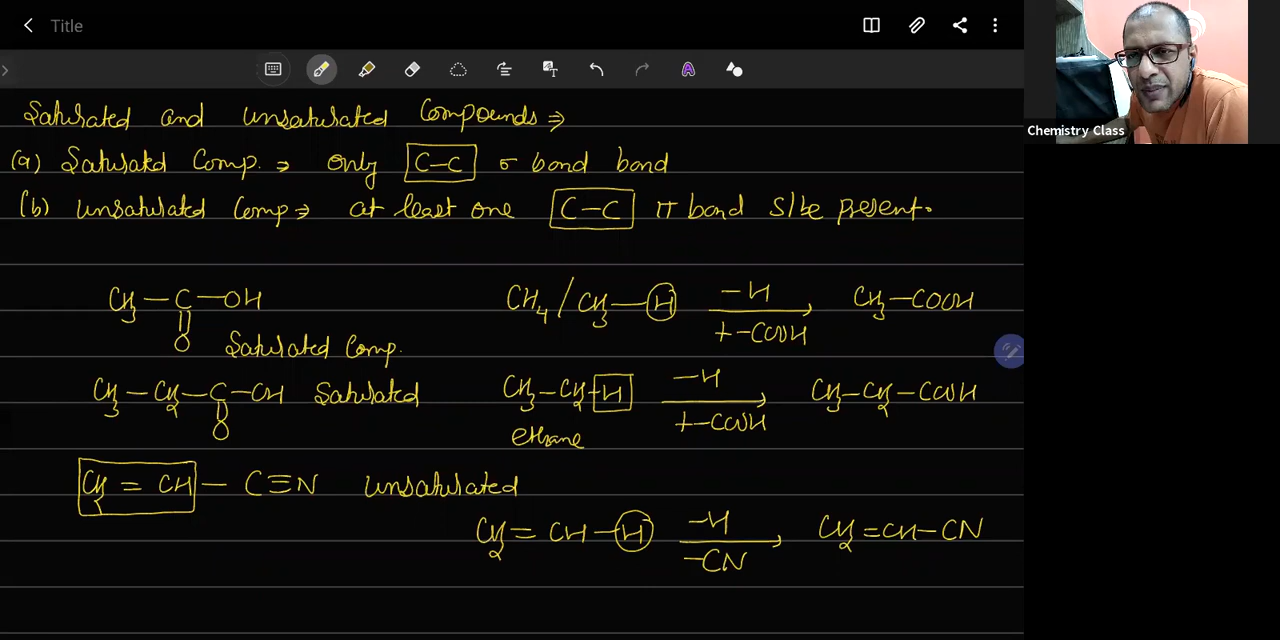 Title
A
Chemistry Class
Saturated and unsaturated Compounds ⇒
(a) Saturated Comp. ⇒ only C–C σ bond bond
(b) Unsaturated Comp ⇒ at least one C–C π bond s/be present.
CH₃ – C – OH
||
O
Saturated Comp.
CH₄ / CH₃ – H –H / + –COOH → CH₃ – COOH
CH₃ – CH₂ – C – OH Saturated
||
O
CH₃ – CH₂ – H –H / + –COOH → CH₃ – CH₂ – COOH
ethane
CH₂ = CH – C≡N unsaturated
CH₂ = CH – H –H / –CN → CH₂ = CH – CN